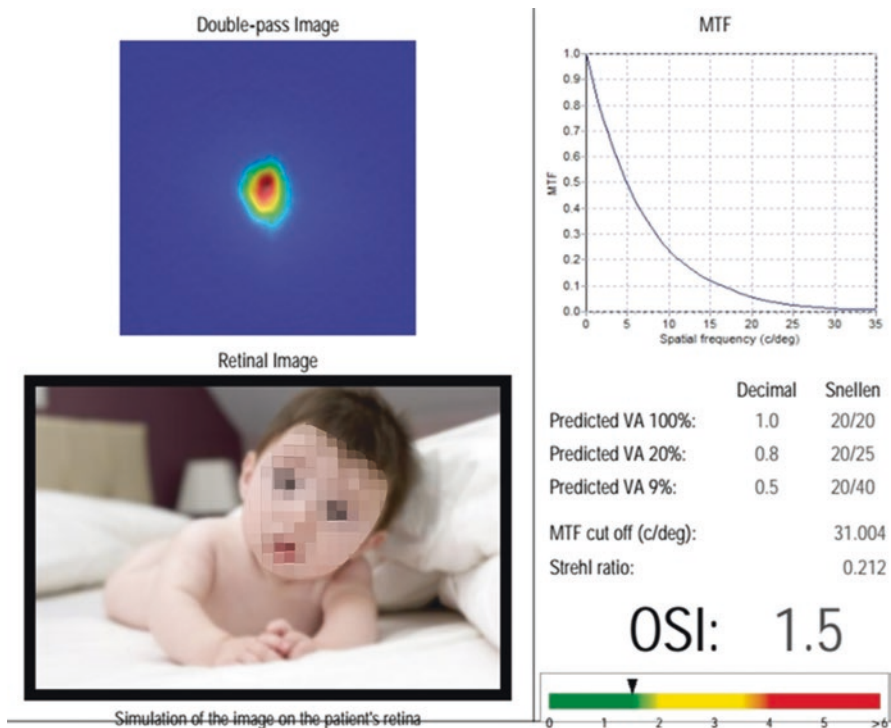 Double-pass Image
Retinal Image
Simulation of the image on the patient's retina
MTF
1.0
0.9
0.8
0.7
0.6
0.5
0.4
0.3
0.2
0.1
0.0
MTF
0 5 10 15 20 25 30 35
Spatial frequency (c/deg)
Decimal Snellen
Predicted VA 100%: 1.0 20/20
Predicted VA 20%: 0.8 20/25
Predicted VA 9%: 0.5 20/40
MTF cut off (c/deg): 31.004
Strehl ratio: 0.212
OSI: 1.5
0 1 2 3 4 5 >6